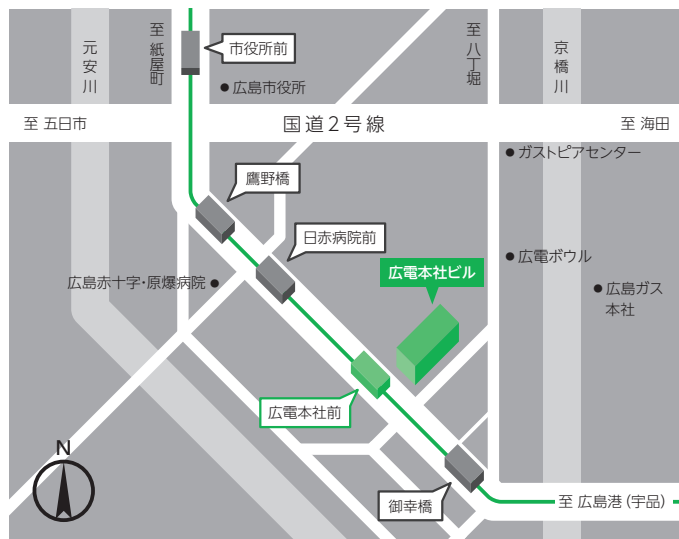 元安川
至 紙屋町
市役所前
至 八丁堀
京橋川
広島市役所
至 五日市
国道2号線
至 海田
ガストピアセンター
鷹野橋
日赤病院前
広電本社ビル
広電ボウル
広島赤十字・原爆病院
広島ガス
本社
広電本社前
N
御幸橋
至 広島港 (宇品)